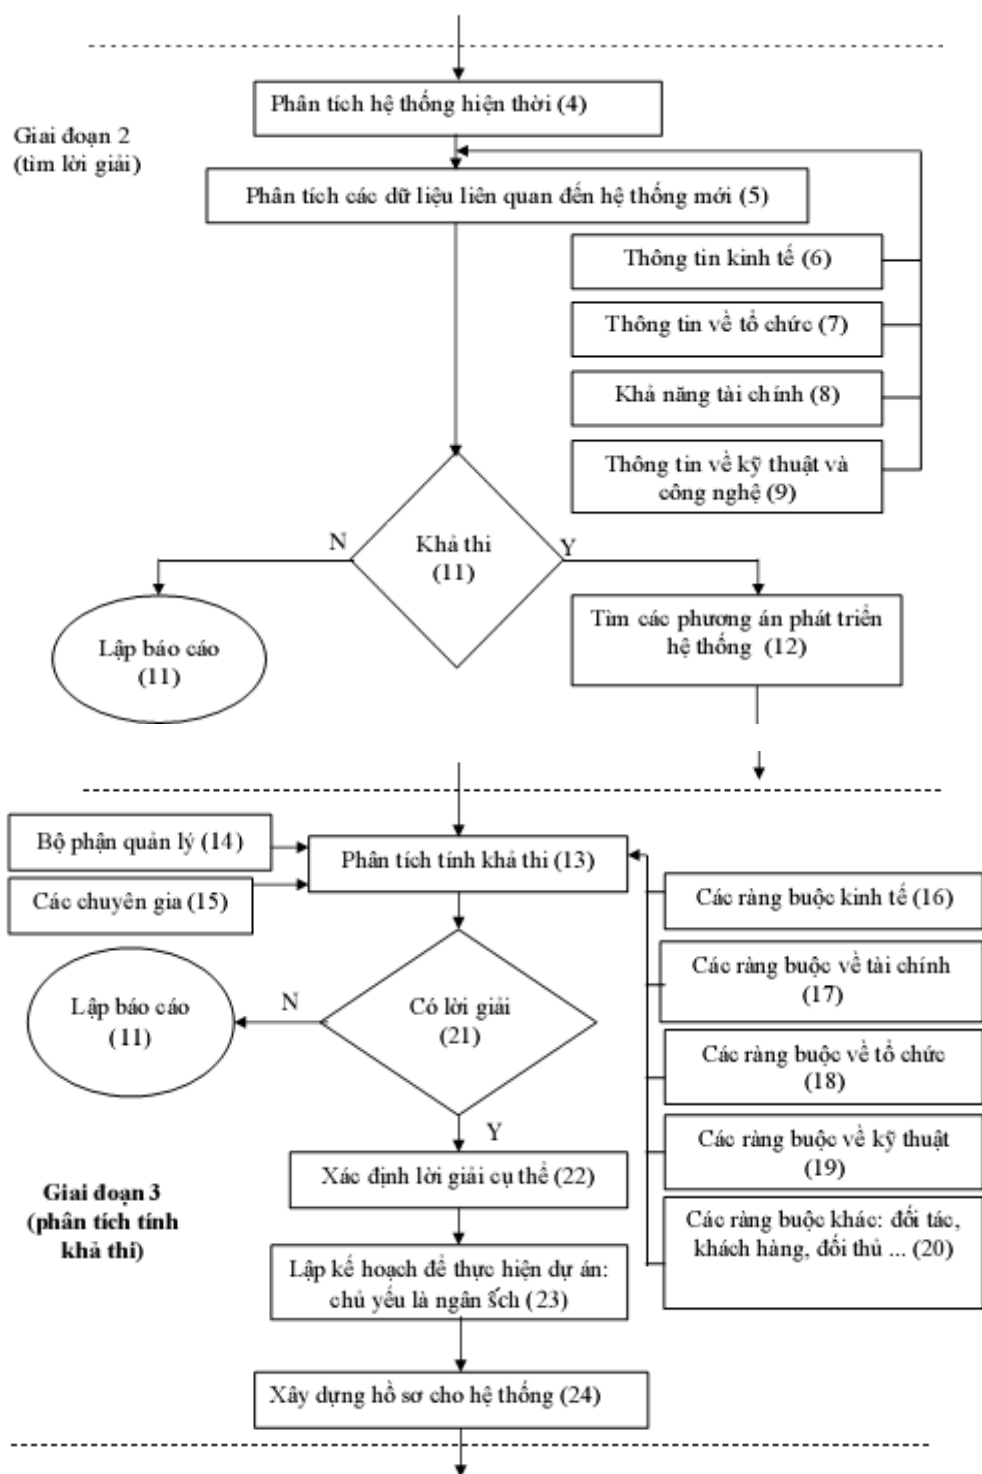 Phân tích hệ thống hiện thời (4)
Giai đoạn 2
(tìm lời giải)
Phân tích các dữ liệu liên quan đến hệ thống mới (5)
Thông tin kinh tế (6)
Thông tin về tổ chức (7)
Khả năng tài chính (8)
Thông tin về kỹ thuật và
công nghệ (9)
N
Khả thi
(11)
Y
Lập báo cáo
(11)
Tìm các phương án phát triển
hệ thống (12)
Bộ phận quản lý (14)
Phân tích tính khả thi (13)
Các chuyên gia (15)
Các ràng buộc kinh tế (16)
Các ràng buộc về tài chính
(17)
Lập báo cáo
(11)
N
Có lời giải
(21)
Các ràng buộc về tổ chức
(18)
Y
Các ràng buộc về kỹ thuật
(19)
Xác định lời giải cụ thể (22)
Giai đoạn 3
(phân tích tính
khả thi)
Các ràng buộc khác: đối tác,
khách hàng, đối thủ ... (20)
Lập kế hoạch để thực hiện dự án:
chủ yếu là ngân sếch (23)
Xây dựng hồ sơ cho hệ thống (24)